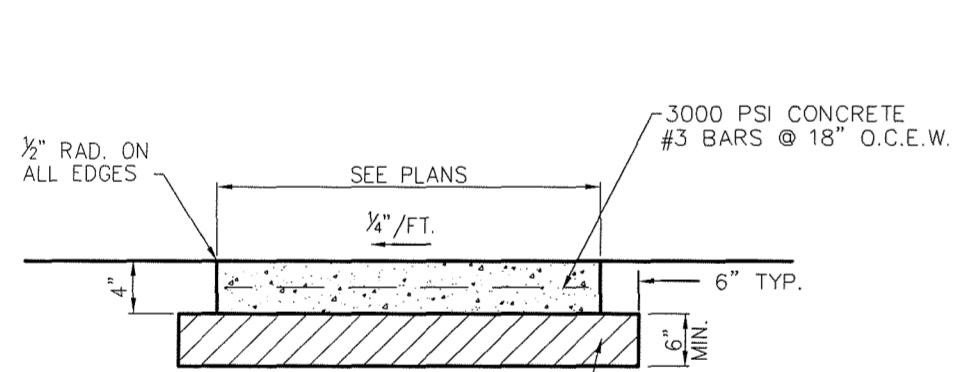 3000 PSI CONCRETE
#3 BARS @ 18" O.C.E.W.
½" RAD. ON
ALL EDGES
SEE PLANS
¼"/FT.
4"
6" TYP.
6"
MIN.